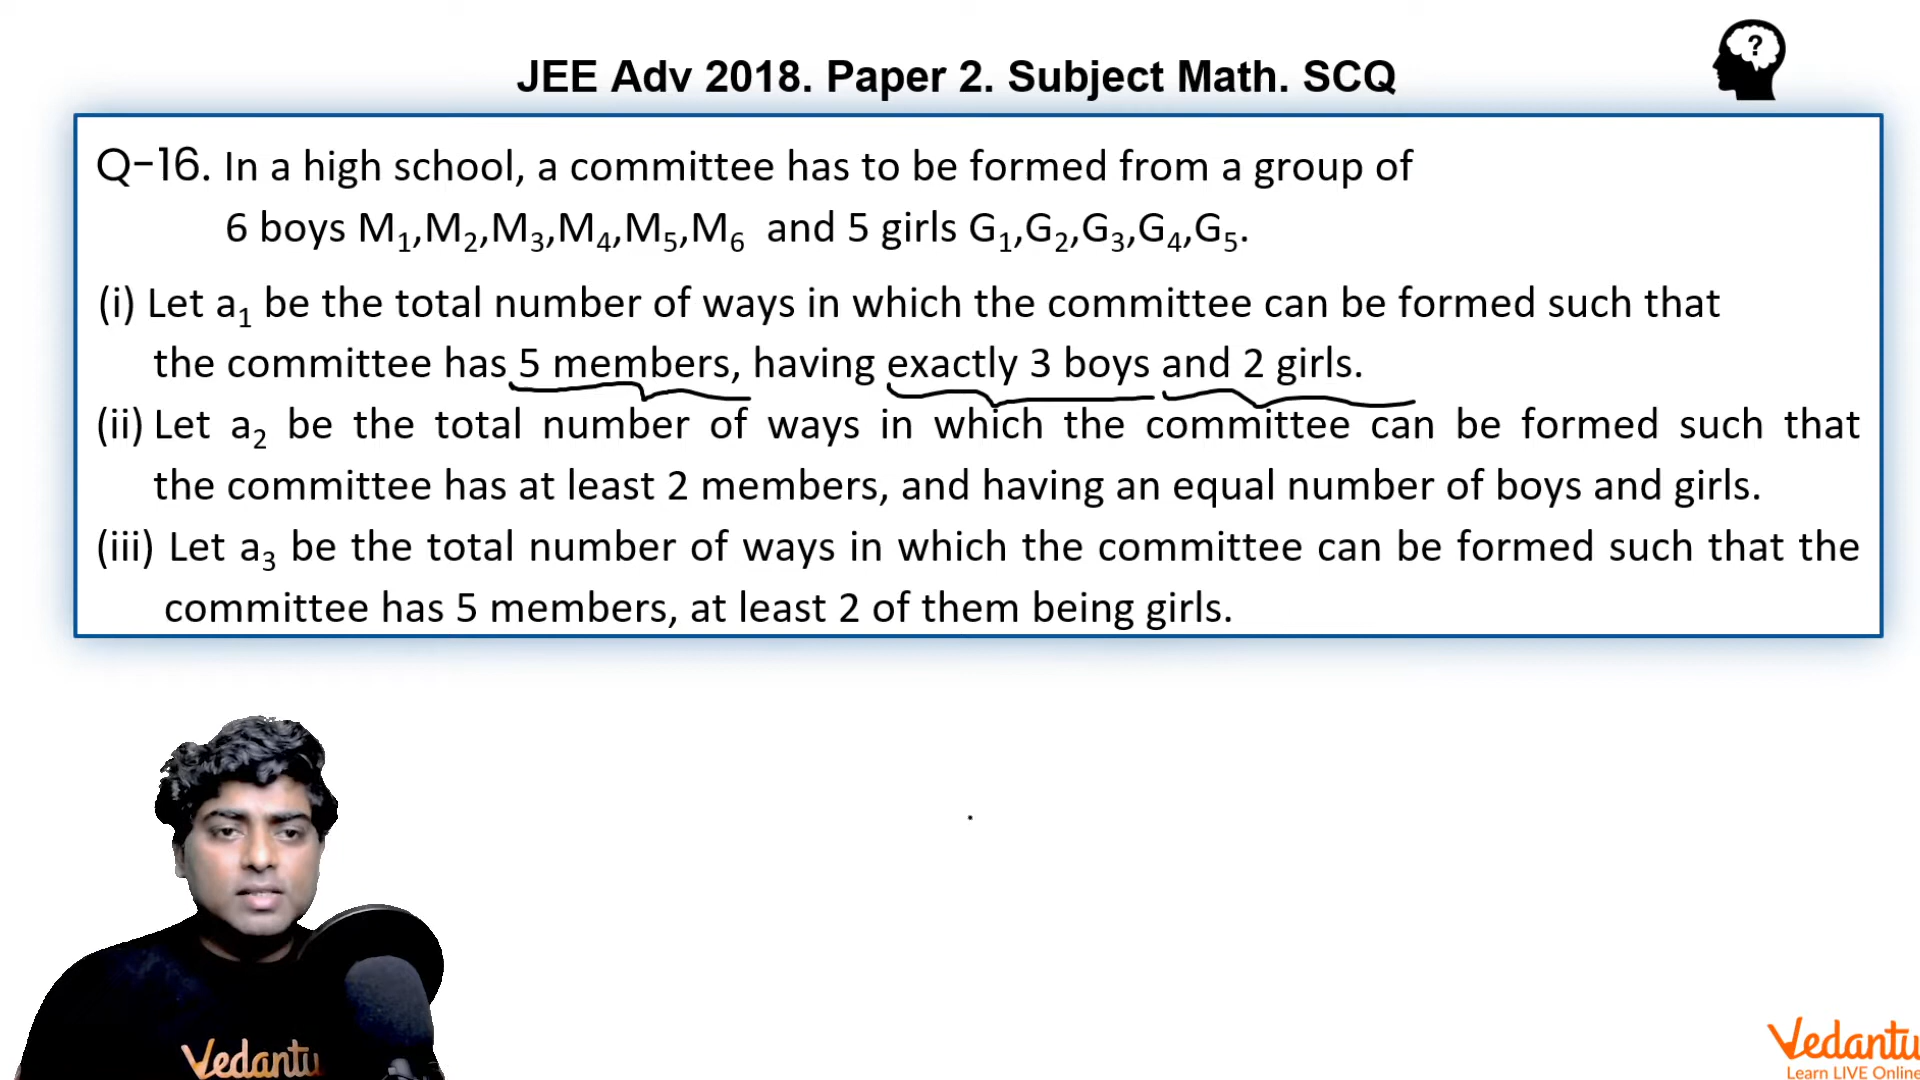 ?
JEE Adv 2018. Paper 2. Subject Math. SCQ
Q-16. In a high school, a committee has to be formed from a group of
6 boys M₁,M₂,M₃,M₄,M₅,M₆ and 5 girls G₁,G₂,G₃,G₄,G₅.
(i) Let a₁ be the total number of ways in which the committee can be formed such that
the committee has 5 members, having exactly 3 boys and 2 girls.
(ii) Let a₂ be the total number of ways in which the committee can be formed such that
the committee has at least 2 members, and having an equal number of boys and girls.
(iii) Let a₃ be the total number of ways in which the committee can be formed such that the
committee has 5 members, at least 2 of them being girls.
Vedantu
Vedantu
Learn LIVE Online